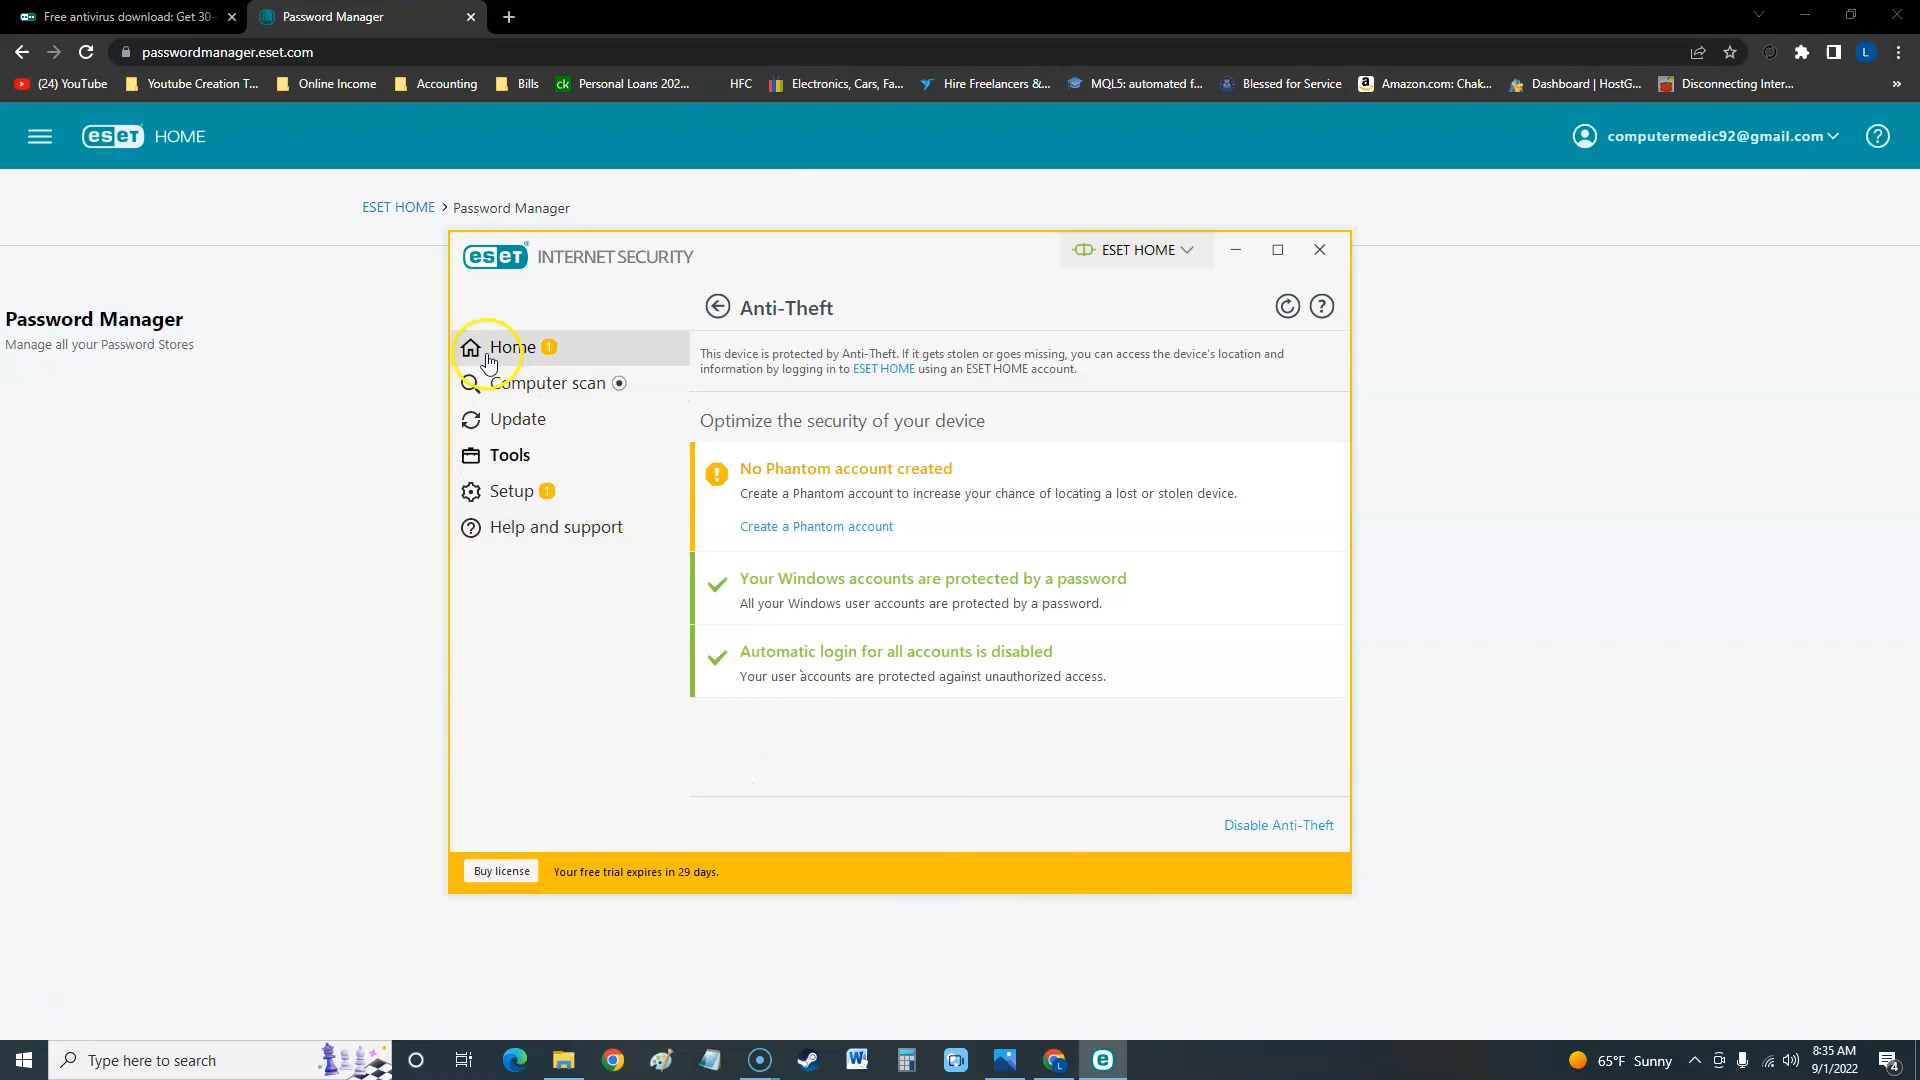 Free antivirus download: Get 30-
Password Manager
passwordmanager.eset.com
L
(24) YouTube
Youtube Creation T...
Online Income
Accounting
Bills
ck
Personal Loans 202...
HFC
Electronics, Cars, Fa...
Hire Freelancers &...
MQL5: automated f...
Blessed for Service
Amazon.com: Chak...
Dashboard | HostG...
Disconnecting Inter...
»
eset HOME
computermedic92@gmail.com
ESET HOME > Password Manager
Password Manager
Manage all your Password Stores
eset INTERNET SECURITY
ESET HOME
Anti-Theft
Home 1
Computer scan
Update
Tools
Setup 1
Help and support
This device is protected by Anti-Theft. If it gets stolen or goes missing, you can access the device's location and
information by logging in to ESET HOME using an ESET HOME account.
Optimize the security of your device
No Phantom account created
Create a Phantom account to increase your chance of locating a lost or stolen device.
Create a Phantom account
Your Windows accounts are protected by a password
All your Windows user accounts are protected by a password.
Automatic login for all accounts is disabled
Your user accounts are protected against unauthorized access.
Disable Anti-Theft
Buy license
Your free trial expires in 29 days.
Type here to search
65°F Sunny
8:35 AM
9/1/2022
4